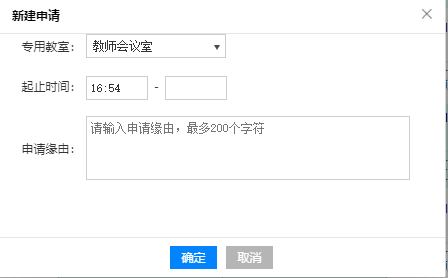 新建申请
专用教室: 教师会议室
起止时间: 16:54 -
申请缘由: 请输入申请缘由，最多200个字符
确定 取消